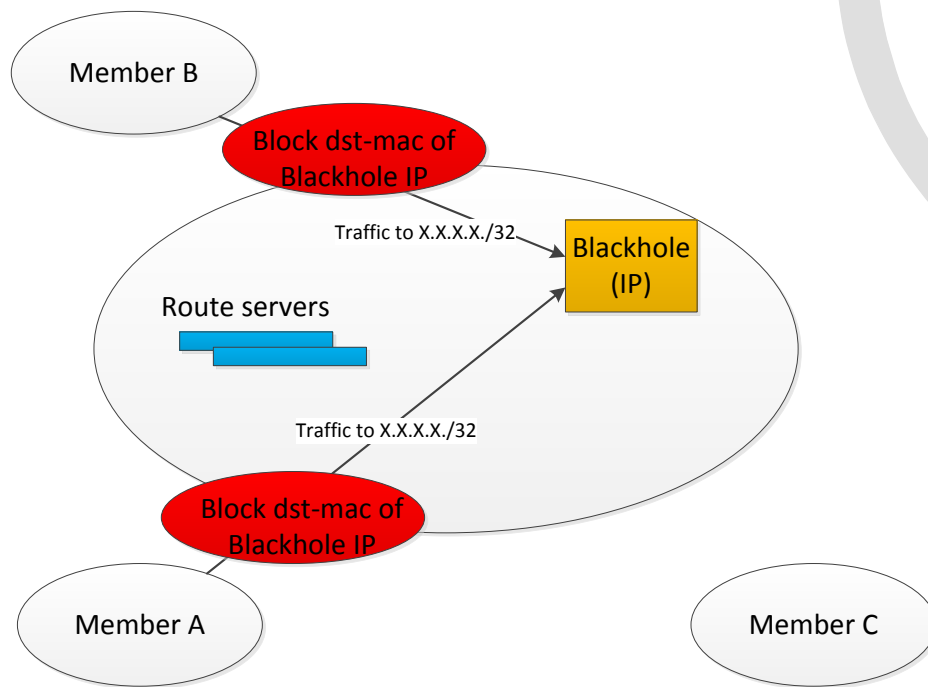 Member B
Block dst-mac of
Blackhole IP
Traffic to X.X.X.X./32
Blackhole
(IP)
Route servers
Traffic to X.X.X.X./32
Block dst-mac of
Blackhole IP
Member A
Member C